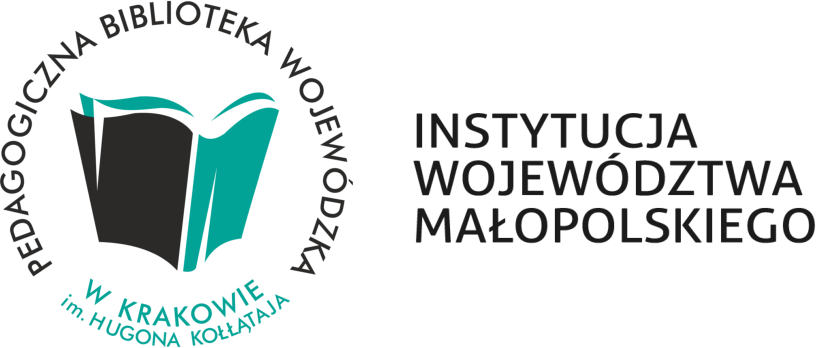 PEDAGOGICZNA BIBLIOTEKA WOJEWÓDZKA
W KRAKOWIE
im. HUGONA KOŁŁĄTAJA
INSTYTUCJA
WOJEWÓDZTWA
MAŁOPOLSKIEGO